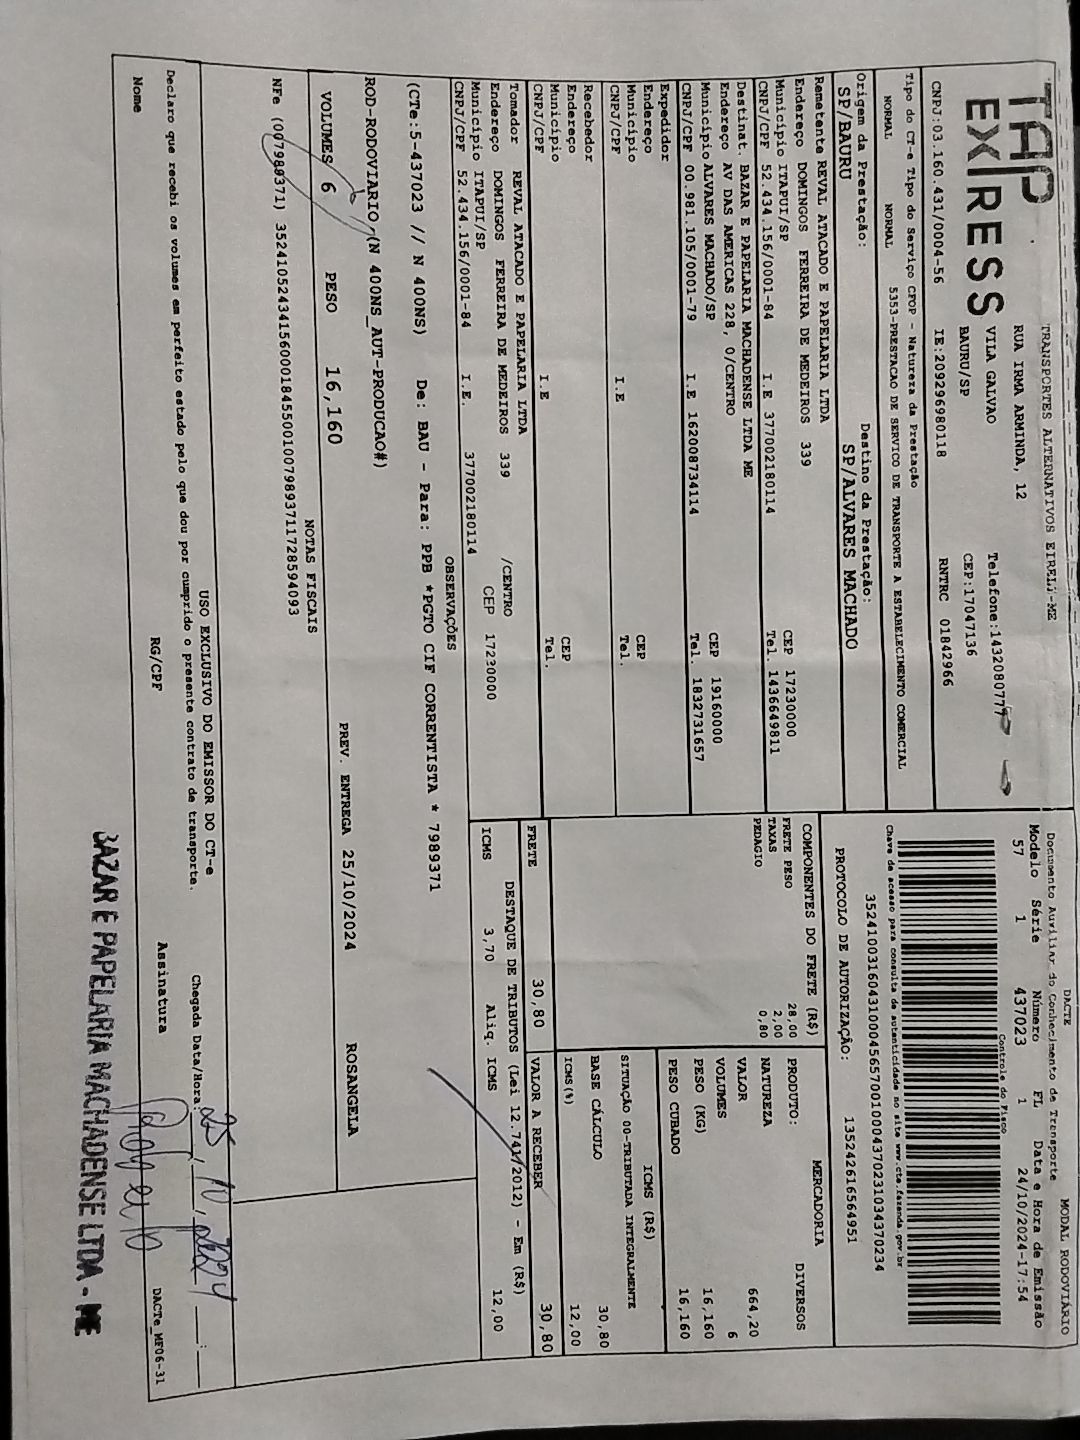 TAP EXPRESS
TRANSPORTES ALTERNATIVOS EIRELI-ME
RUA IRMA ARMINDA, 12 Telefone:1432080777
VILA GALVAO CEP:17047136
BAURU/SP
CNPJ:03.160.431/0004-56 IE:209296980118 RNTRC 01842966
Tipo do CT-e Tipo do Serviço CFOP - Natureza da Prestação
NORMAL NORMAL 5353-PRESTACAO DE SERVICO DE TRANSPORTE A ESTABELECIMENTO COMERCIAL
Origem da Prestação: Destino da Prestação:
SP/BAURU SP/ALVARES MACHADO
Remetente REVAL ATACADO E PAPELARIA LTDA
Endereço DOMINGOS FERREIRA DE MEDEIROS 339
Município ITAPUI/SP CEP 17230000
CNPJ/CPF 52.434.156/0001-84 I.E 377002180114 Tel. 1436649811
Destinat. BAZAR E PAPELARIA MACHADENSE LTDA ME
Endereço AV DAS AMERICAS 228, 0/CENTRO
Município ALVARES MACHADO/SP CEP 19160000
CNPJ/CPF 00.981.105/0001-79 I.E 162008734114 Tel. 1832731657
Expedidor
Endereço
Município CEP
CNPJ/CPF I.E Tel.
Recebedor
Endereço
Município CEP
CNPJ/CPF I.E Tel.
Tomador REVAL ATACADO E PAPELARIA LTDA
Endereço DOMINGOS FERREIRA DE MEDEIROS 339 /CENTRO
Município ITAPUI/SP CEP 17230000
CNPJ/CPF 52.434.156/0001-84 I.E. 377002180114
DACTE MODAL RODOVIÁRIO
Documento Auxiliar do Conhecimento de Transporte
Modelo Série Número FL Data e Hora de Emissão
57 1 437023 1 24/10/2024-17:54
Controle do Fisco
Chave de acesso para consulta de autenticidade no site www.cte.fazenda.gov.br
35241003160431000456570010004370231034370234
PROTOCOLO DE AUTORIZAÇÃO: 135242616564951
COMPONENTES DO FRETE (R$)
FRETE PESO 28,00
TAXAS 2,00
PEDAGIO 0,80
FRETE 30,80
MERCADORIA
PRODUTO: DIVERSOS
NATUREZA
VALOR 664,20
VOLUMES 6
PESO (KG) 16,160
PESO CUBADO 16,160
ICMS (R$)
SITUAÇÃO 00-TRIBUTADA INTEGRALMENTE
BASE CÁLCULO 30,80
ICMS (%) 12,00
VALOR A RECEBER 30,80
DESTAQUE DE TRIBUTOS (Lei 12.741/2012) - Em (R$)
ICMS 3,70 Aliq. ICMS 12,00
OBSERVAÇÕES
(CTe:5-437023 // N 400NS) De: BAU - Para: PPB *PGTO CIF CORRENTISTA * 7989371
ROD-RODOVIARIO-(N 400NS_AUT-PRODUCAO#)
VOLUMES 6 PESO 16,160 PREV. ENTREGA 25/10/2024 ROSANGELA
NOTAS FISCAIS
NFe (007989371) 35241052434156000184550010079893711728594093
USO EXCLUSIVO DO EMISSOR DO CT-e
Declaro que recebi os volumes em perfeito estado pelo que dou por cumprido o presente contrato de transporte.
Chegada Data/Hora: 25/10/2024
Nome RG/CPF Assinatura
DACTe_MF06-31
BAZAR E PAPELARIA MACHADENSE LTDA - ME